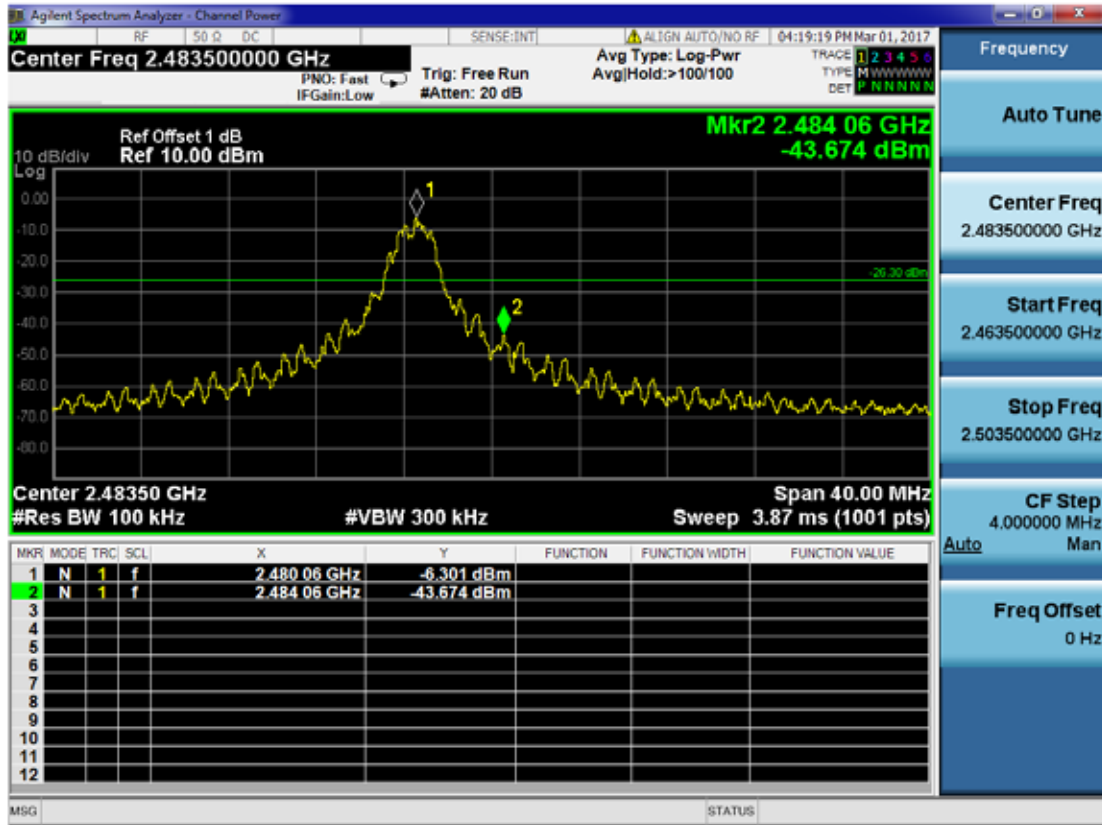 Agilent Spectrum Analyzer - Channel Power
LXI RF 50 Ω DC SENSE:INT ALIGN AUTO/NO RF 04:19:19 PM Mar 01, 2017
Center Freq 2.483500000 GHz
PNO: Fast
IFGain:Low
Trig: Free Run
#Atten: 20 dB
Avg Type: Log-Pwr
Avg|Hold:>100/100
TRACE 1 2 3 4 5 6
TYPE M W W W W W
DET P N N N N N
Mkr2 2.484 06 GHz
-43.674 dBm
Ref Offset 1 dB
10 dB/div Ref 10.00 dBm
Log
0.00
-10.0
-20.0
-30.0
-40.0
-50.0
-60.0
-70.0
-80.0
1
2
-26.30 dBm
Center 2.48350 GHz Span 40.00 MHz
#Res BW 100 kHz #VBW 300 kHz Sweep 3.87 ms (1001 pts)
MKR MODE TRC SCL X Y FUNCTION FUNCTION WIDTH FUNCTION VALUE
1 N 1 f 2.480 06 GHz -6.301 dBm
2 N 1 f 2.484 06 GHz -43.674 dBm
3
4
5
6
7
8
9
10
11
12
MSG STATUS
Frequency
Auto Tune
Center Freq
2.483500000 GHz
Start Freq
2.463500000 GHz
Stop Freq
2.503500000 GHz
CF Step
4.000000 MHz
Auto Man
Freq Offset
0 Hz